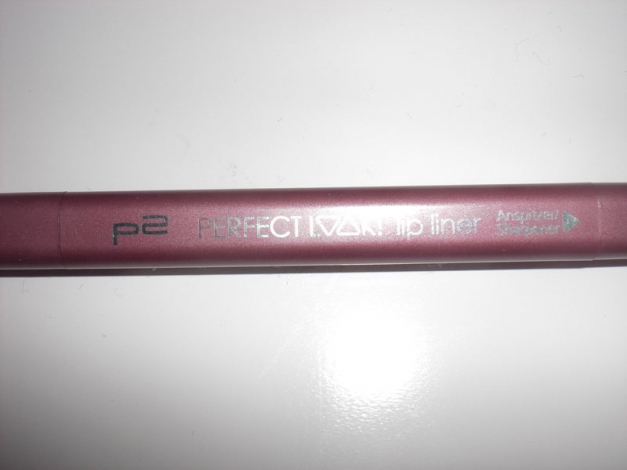 p2 PERFECT LOOK! lip liner
Anspitzer/
Sharpener